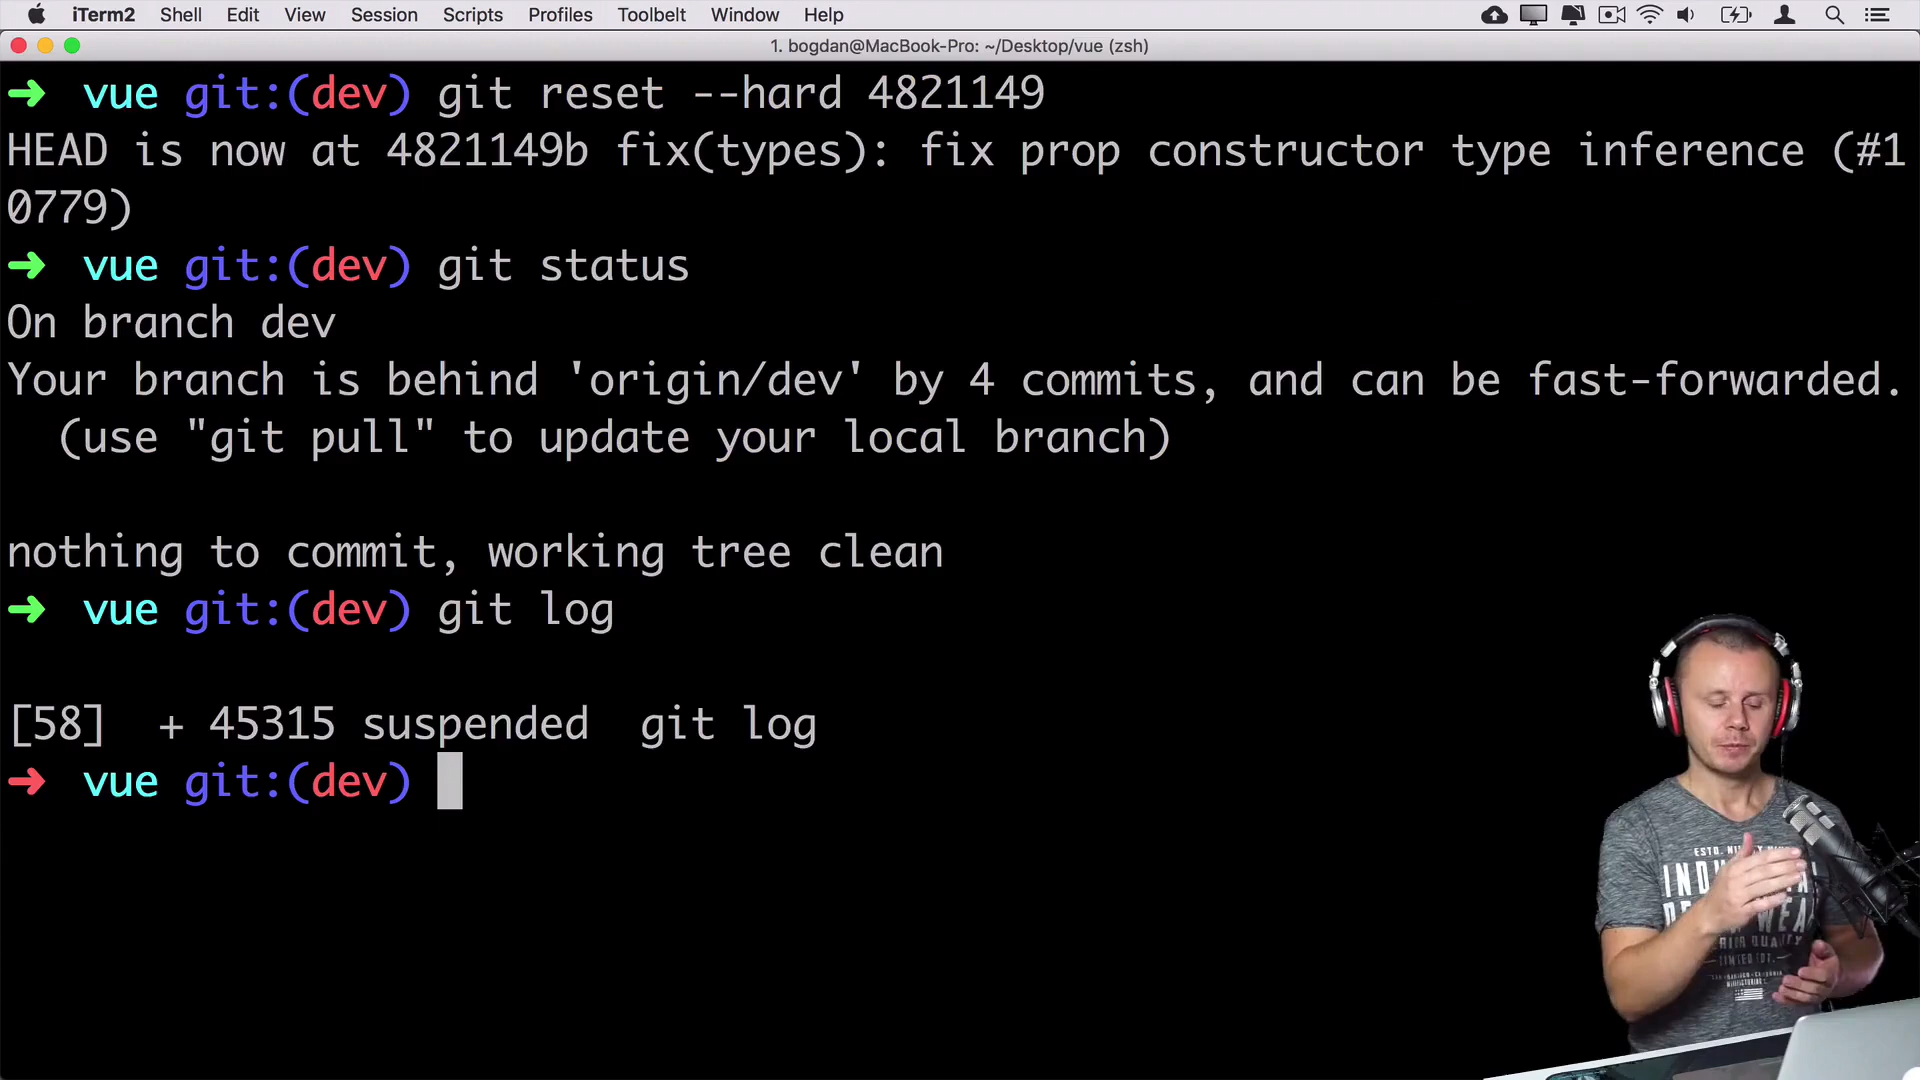 iTerm2 Shell Edit View Session Scripts Profiles Toolbelt Window Help
1. bogdan@MacBook-Pro: ~/Desktop/vue (zsh)
➜ vue git:(dev) git reset --hard 4821149
HEAD is now at 4821149b fix(types): fix prop constructor type inference (#1
0779)
➜ vue git:(dev) git status
On branch dev
Your branch is behind 'origin/dev' by 4 commits, and can be fast-forwarded.
(use "git pull" to update your local branch)
nothing to commit, working tree clean
➜ vue git:(dev) git log
[58] + 45315 suspended git log
➜ vue git:(dev)